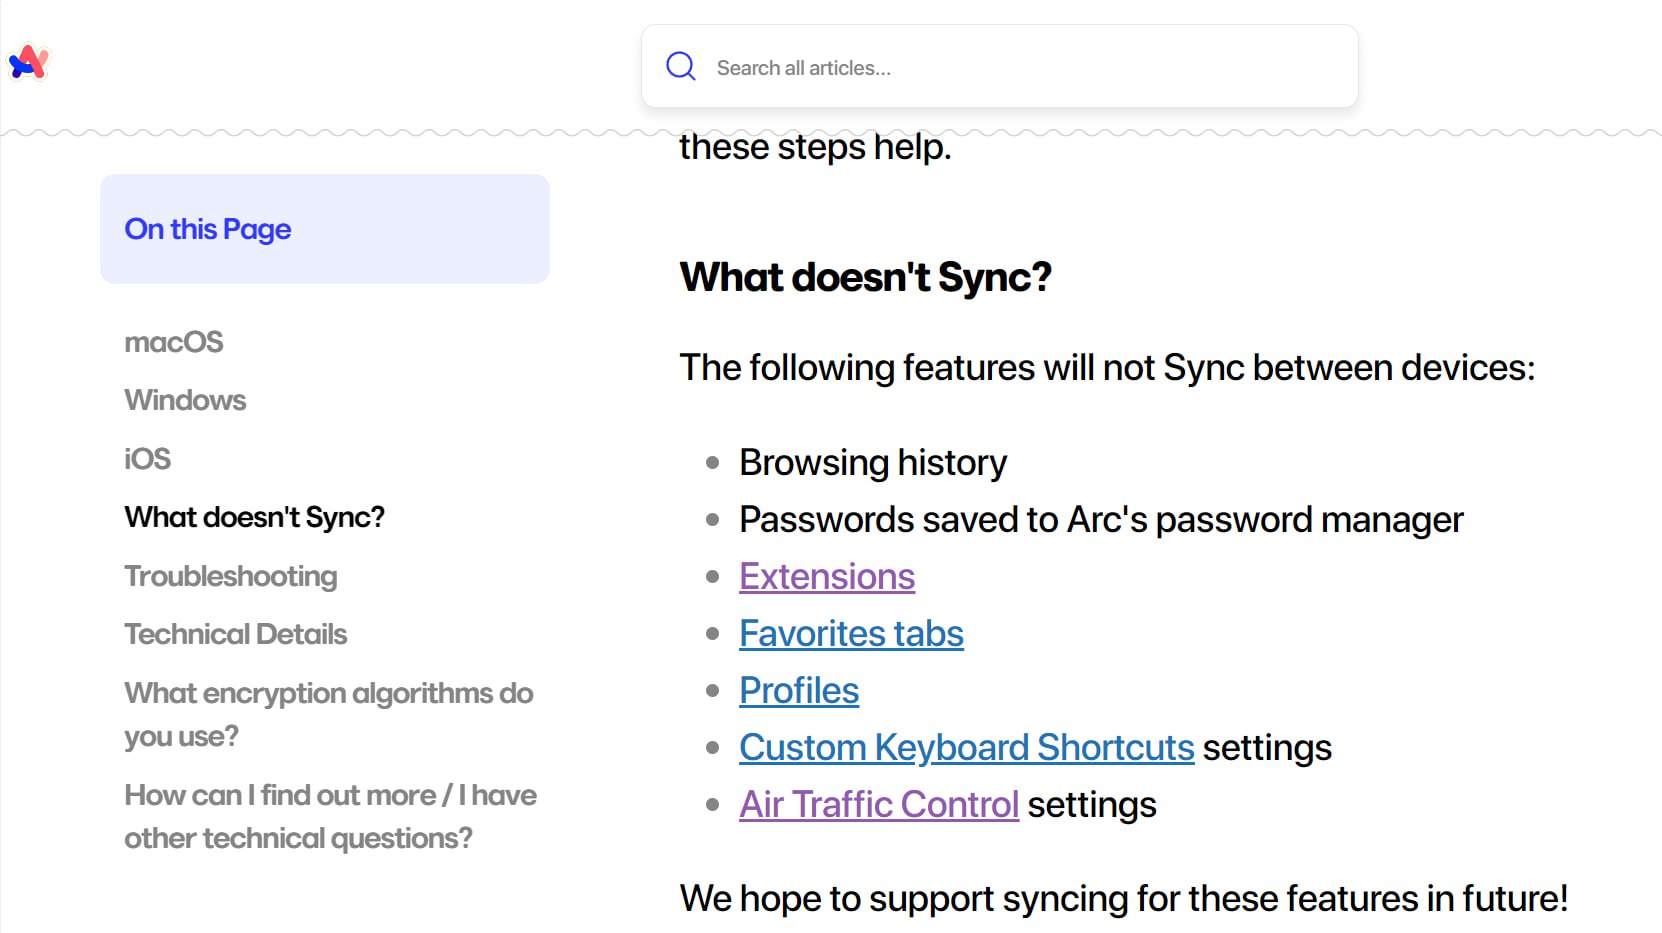 Search all articles...
On this Page
macOS
Windows
iOS
What doesn't Sync?
Troubleshooting
Technical Details
What encryption algorithms do
you use?
How can I find out more / I have
other technical questions?
these steps help.
What doesn't Sync?
The following features will not Sync between devices:
Browsing history
Passwords saved to Arc's password manager
Extensions
Favorites tabs
Profiles
Custom Keyboard Shortcuts settings
Air Traffic Control settings
We hope to support syncing for these features in future!